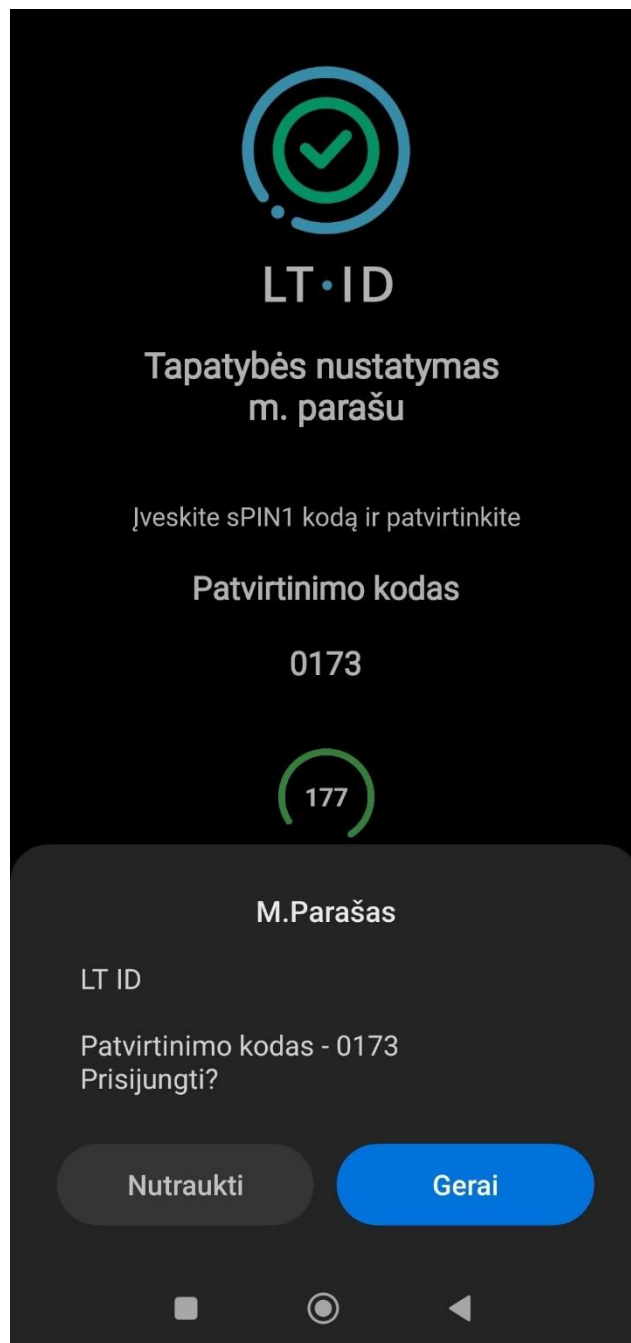 LT·ID
Tapatybės nustatymas
m. parašu
Įveskite sPIN1 kodą ir patvirtinkite
Patvirtinimo kodas
0173
177
M.Parašas
LT ID
Patvirtinimo kodas - 0173
Prisijungti?
Nutraukti
Gerai